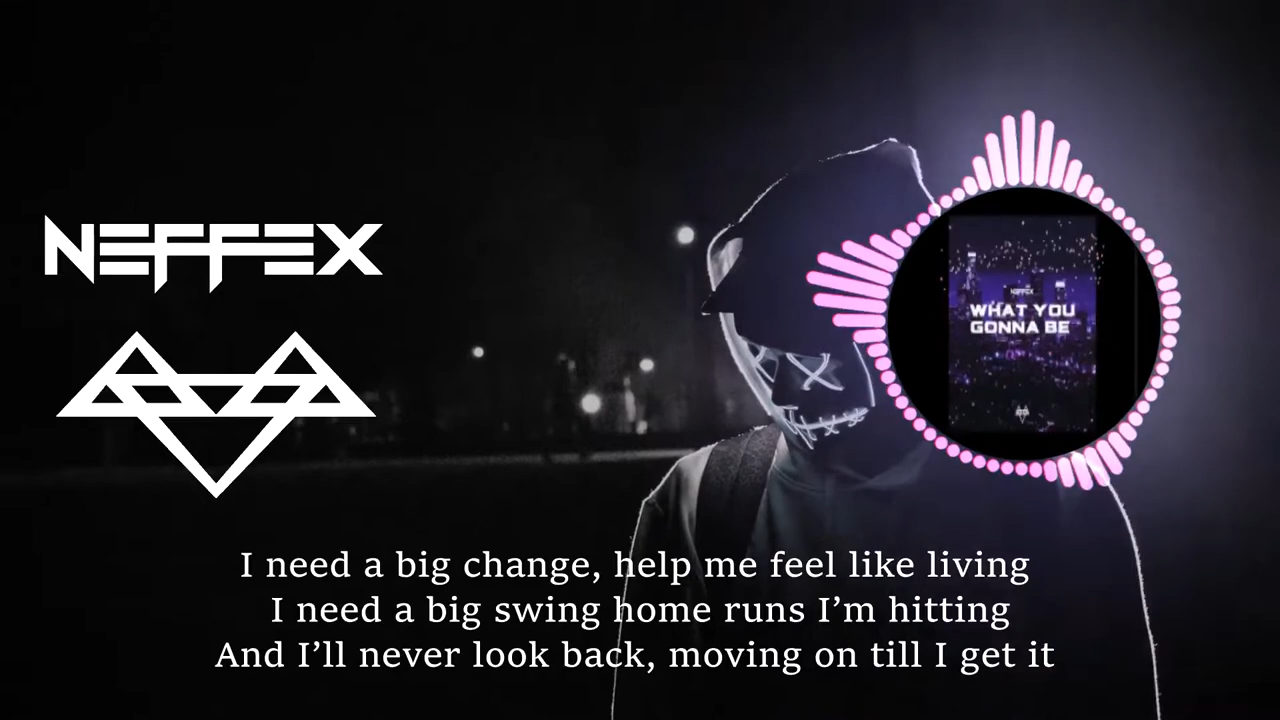 NEFFEX
NEFFEX
WHAT YOU
GONNA BE
I need a big change, help me feel like living
I need a big swing home runs I’m hitting
And I’ll never look back, moving on till I get it